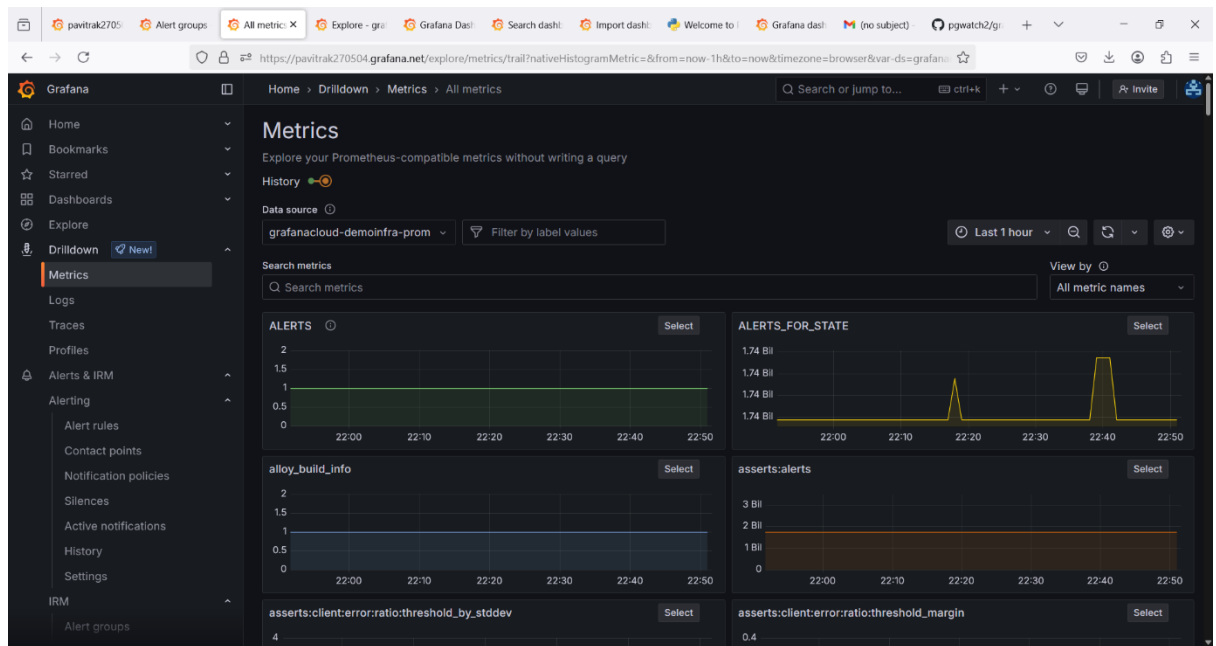 pavitrak2705
Alert groups
All metrics
Explore - gra
Grafana Dash
Search dashb
Import dashb
Welcome to
Grafana dash
(no subject) -
pgwatch2/gr
https://pavitrak270504.grafana.net/explore/metrics/trail?nativeHistogramMetric=&from=now-1h&to=now&timezone=browser&var-ds=grafana
Grafana
Home › Drilldown › Metrics › All metrics
Search or jump to...
ctrl+k
Invite
Home
Bookmarks
Starred
Dashboards
Explore
Drilldown
New!
Metrics
Logs
Traces
Profiles
Alerts & IRM
Alerting
Alert rules
Contact points
Notification policies
Silences
Active notifications
History
Settings
IRM
Alert groups
Metrics
Explore your Prometheus-compatible metrics without writing a query
History
Data source
grafanacloud-demoinfra-prom
Filter by label values
Last 1 hour
Search metrics
View by
Search metrics
All metric names
ALERTS
Select
2
1.5
1
0.5
0
22:00 22:10 22:20 22:30 22:40 22:50
ALERTS_FOR_STATE
Select
1.74 Bil
1.74 Bil
1.74 Bil
1.74 Bil
22:00 22:10 22:20 22:30 22:40 22:50
alloy_build_info
Select
2
1.5
1
0.5
0
22:00 22:10 22:20 22:30 22:40 22:50
asserts:alerts
Select
3 Bil
2 Bil
1 Bil
0
22:00 22:10 22:20 22:30 22:40 22:50
asserts:client:error:ratio:threshold_by_stddev
Select
4
asserts:client:error:ratio:threshold_margin
Select
0.4